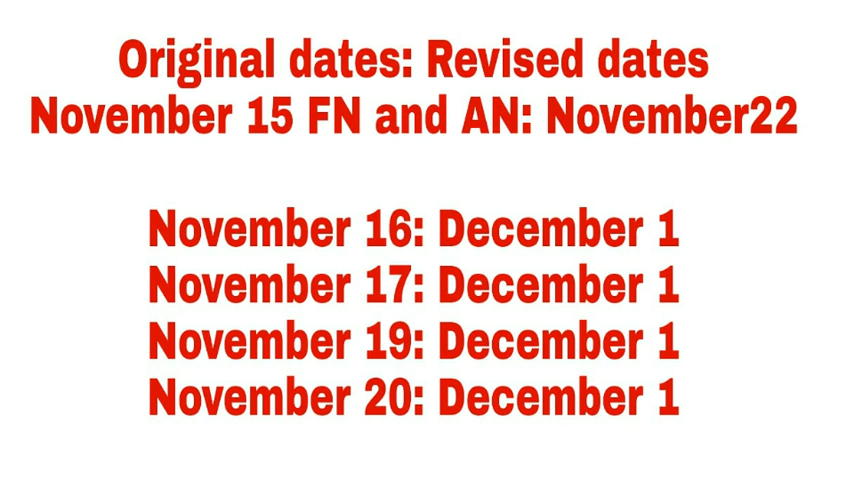 Original dates: Revised dates
November 15 FN and AN: November22
November 16: December 1
November 17: December 1
November 19: December 1
November 20: December 1